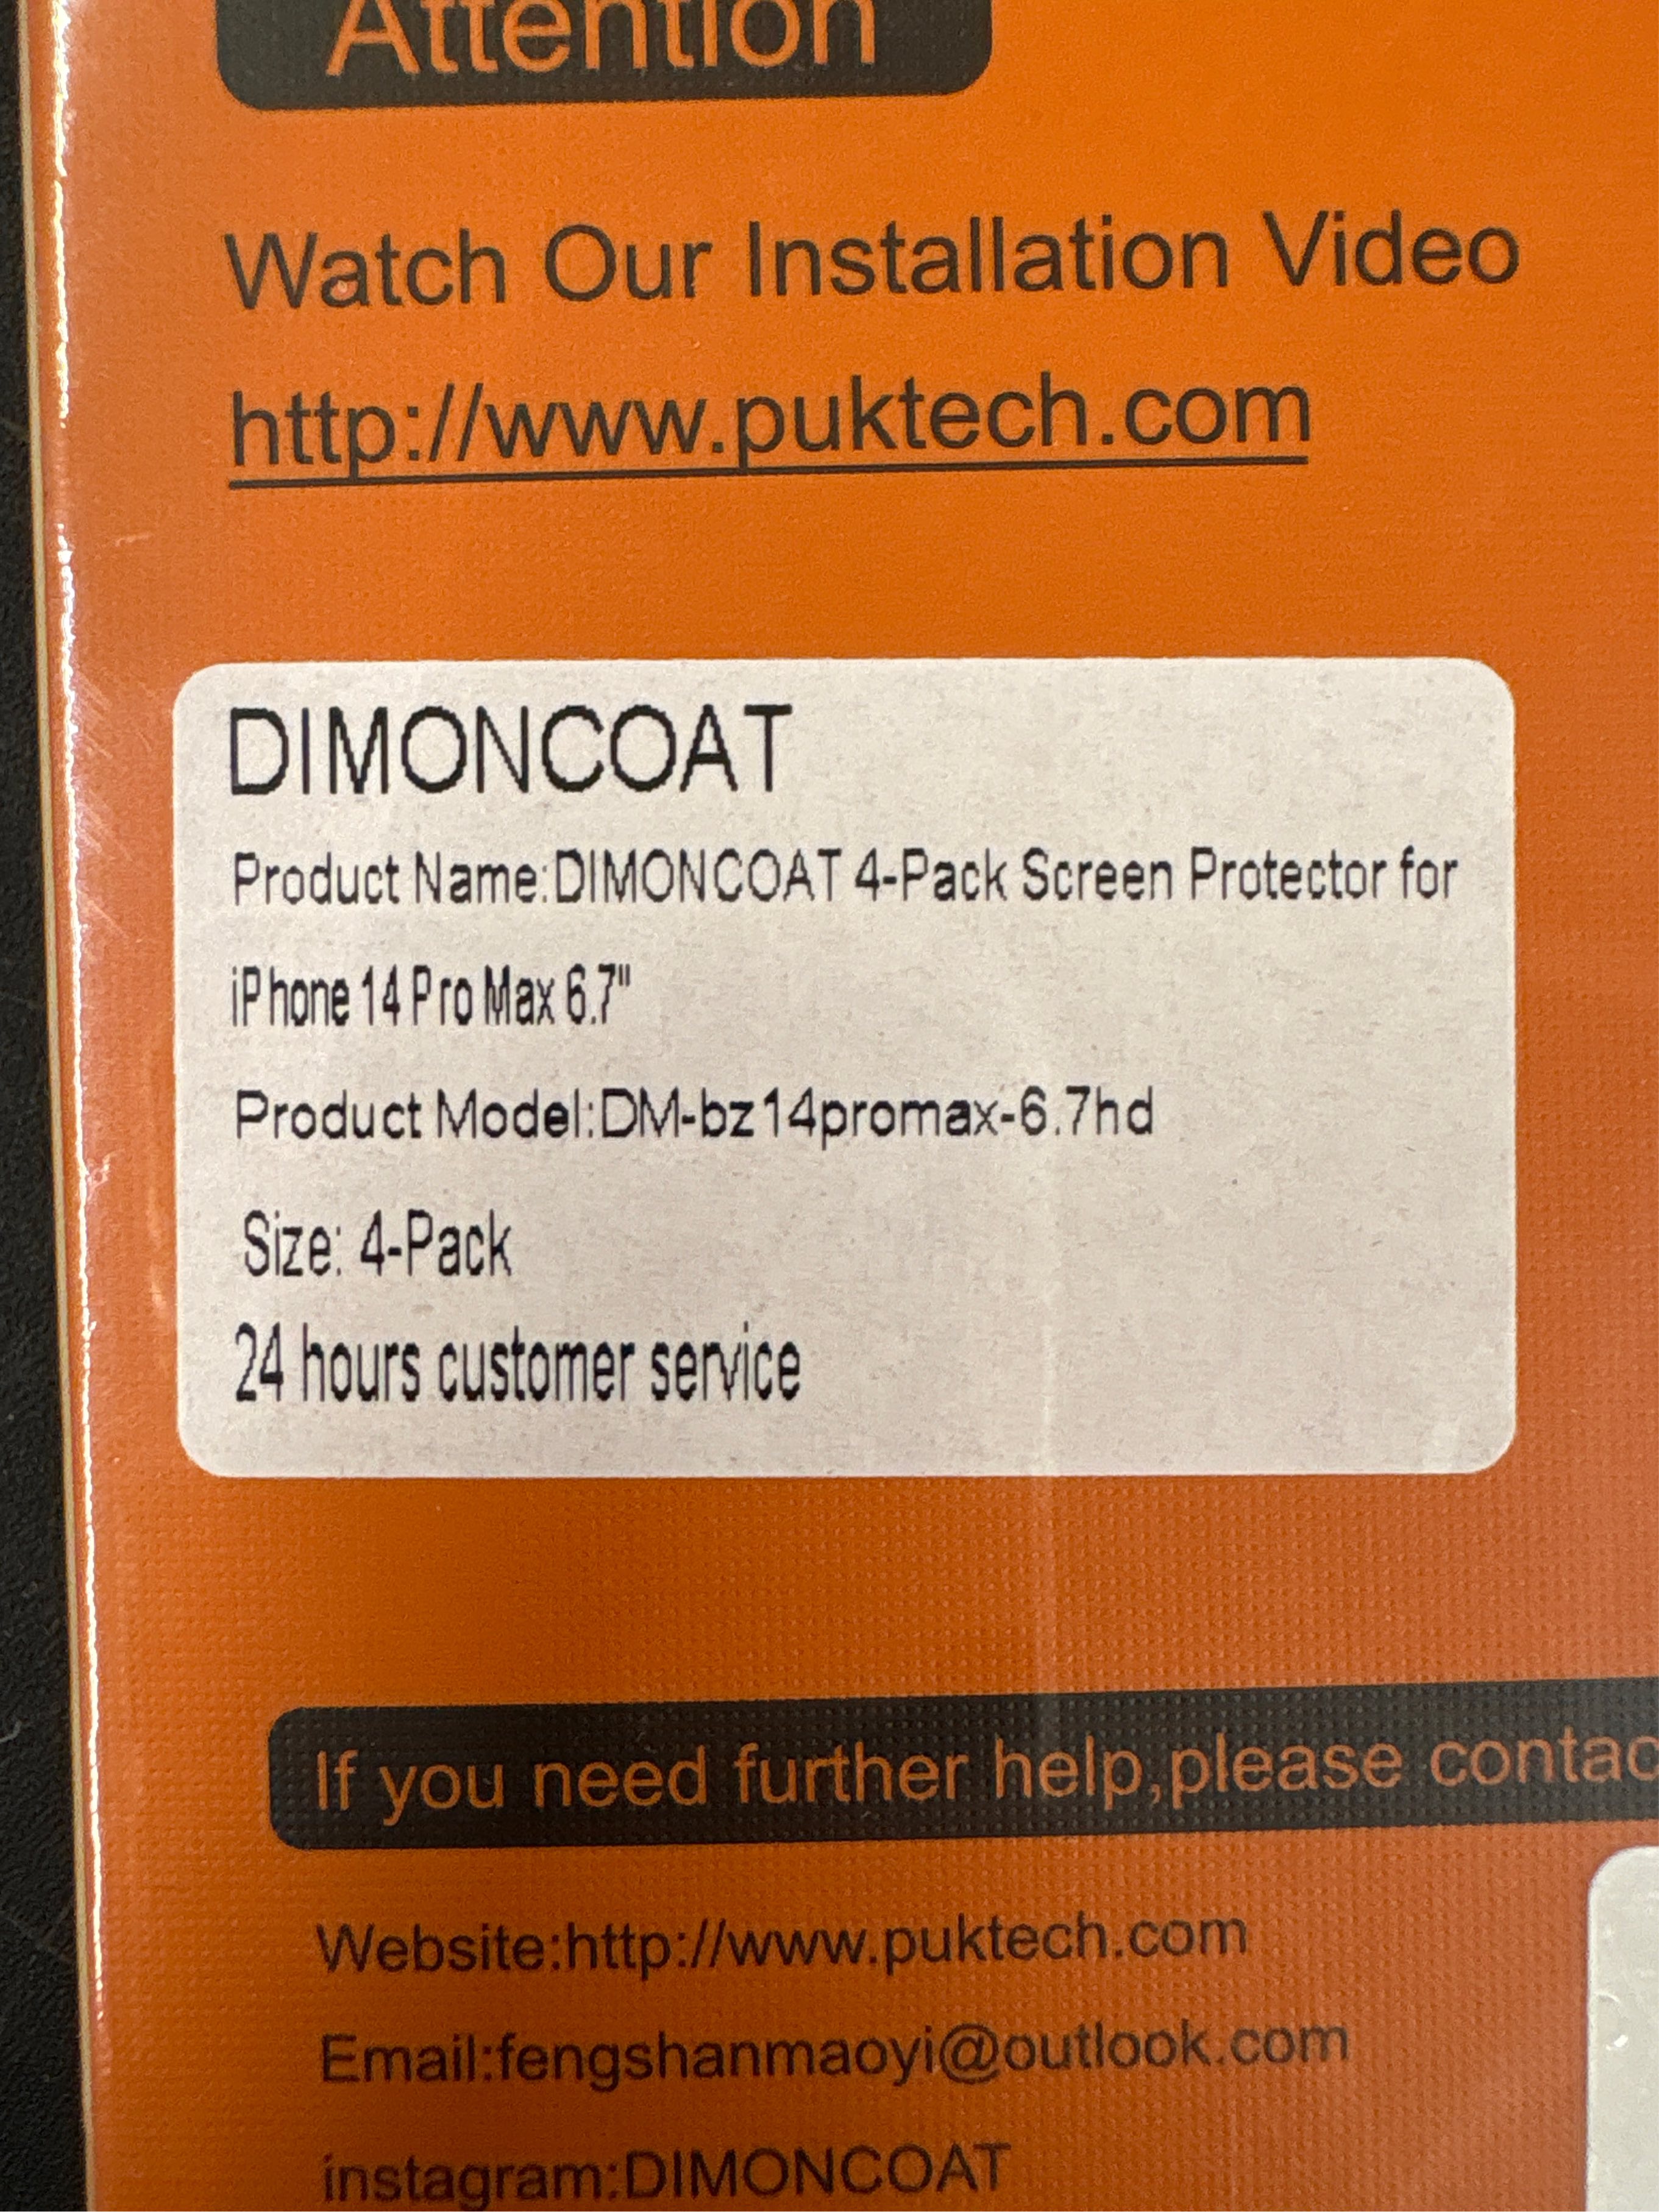 Attention
Watch Our Installation Video
http://www.puktech.com
DIMONCOAT
Product Name:DIMONCOAT 4-Pack Screen Protector for
iPhone 14 Pro Max 6.7"
Product Model:DM-bz14promax-6.7hd
Size: 4-Pack
24 hours customer service
If you need further help,please contac
Website:http://www.puktech.com
Email:fengshanmaoyi@outlook.com
instagram:DIMONCOAT